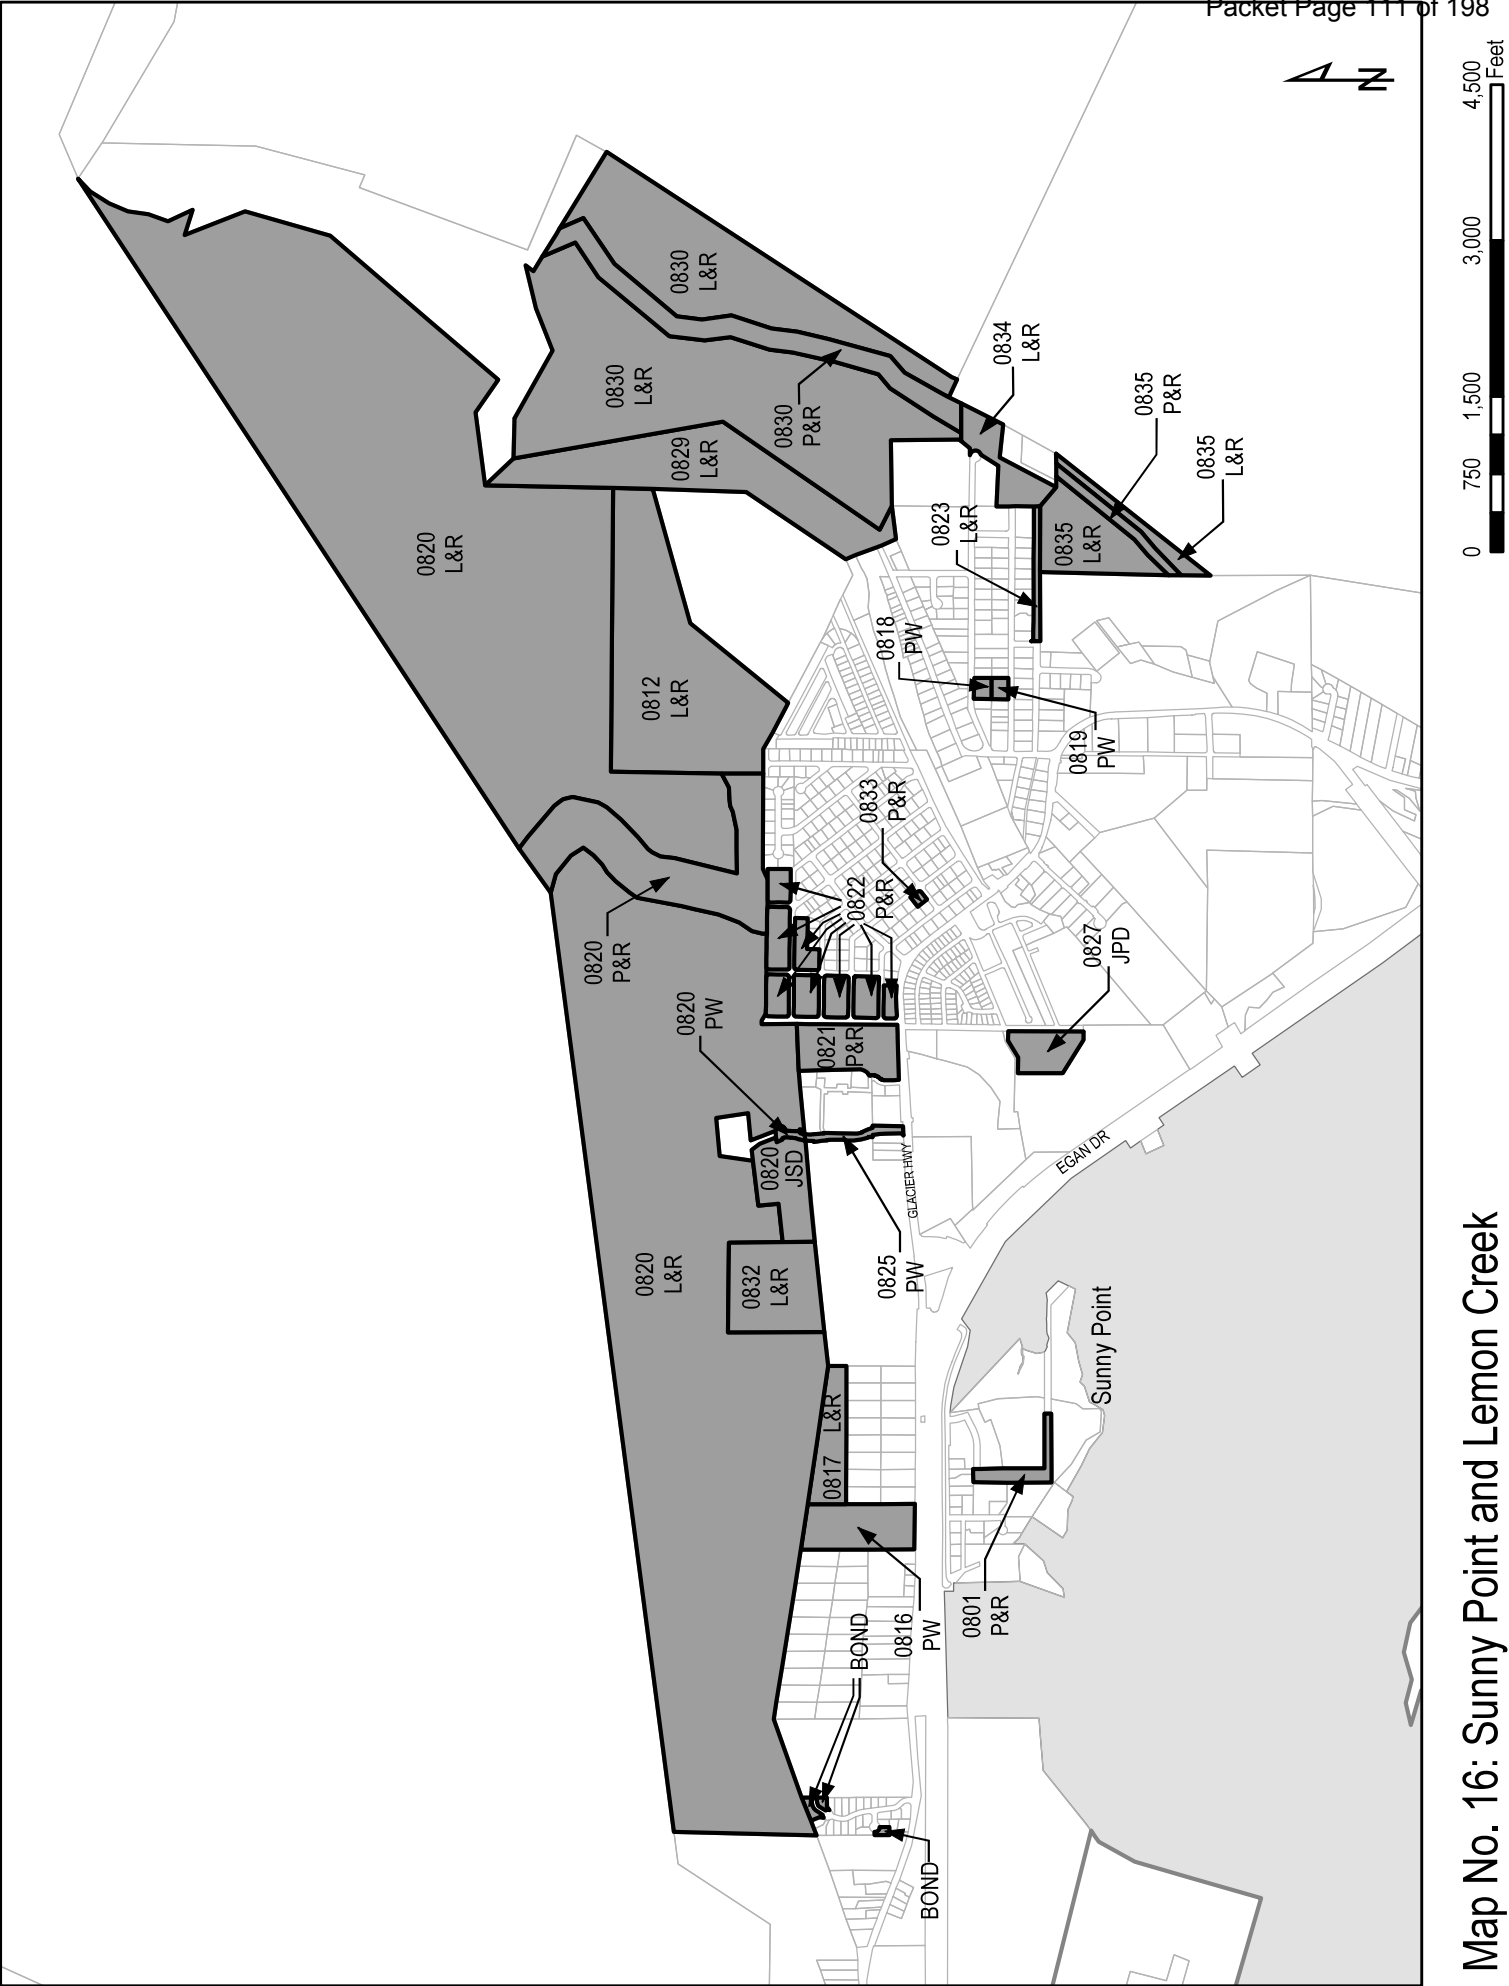 Packet Page 111 of 198
N
0820
L&R
0830
L&R
0830
L&R
0830
P&R
0829
L&R
0834
L&R
0835
P&R
0835
L&R
0835
L&R
0823
L&R
0812
L&R
0818
PW
0819
PW
0833
P&R
0822
P&R
0820
P&R
0820
PW
0821
P&R
0827
JPD
0820
JSD
0825
PW
GLACIER HWY
EGAN DR
0820
L&R
0832
L&R
0817 L&R
0816
PW
0801
P&R
Sunny Point
BOND
BOND
0 750 1,500 3,000 4,500
Feet
Map No. 16: Sunny Point and Lemon Creek